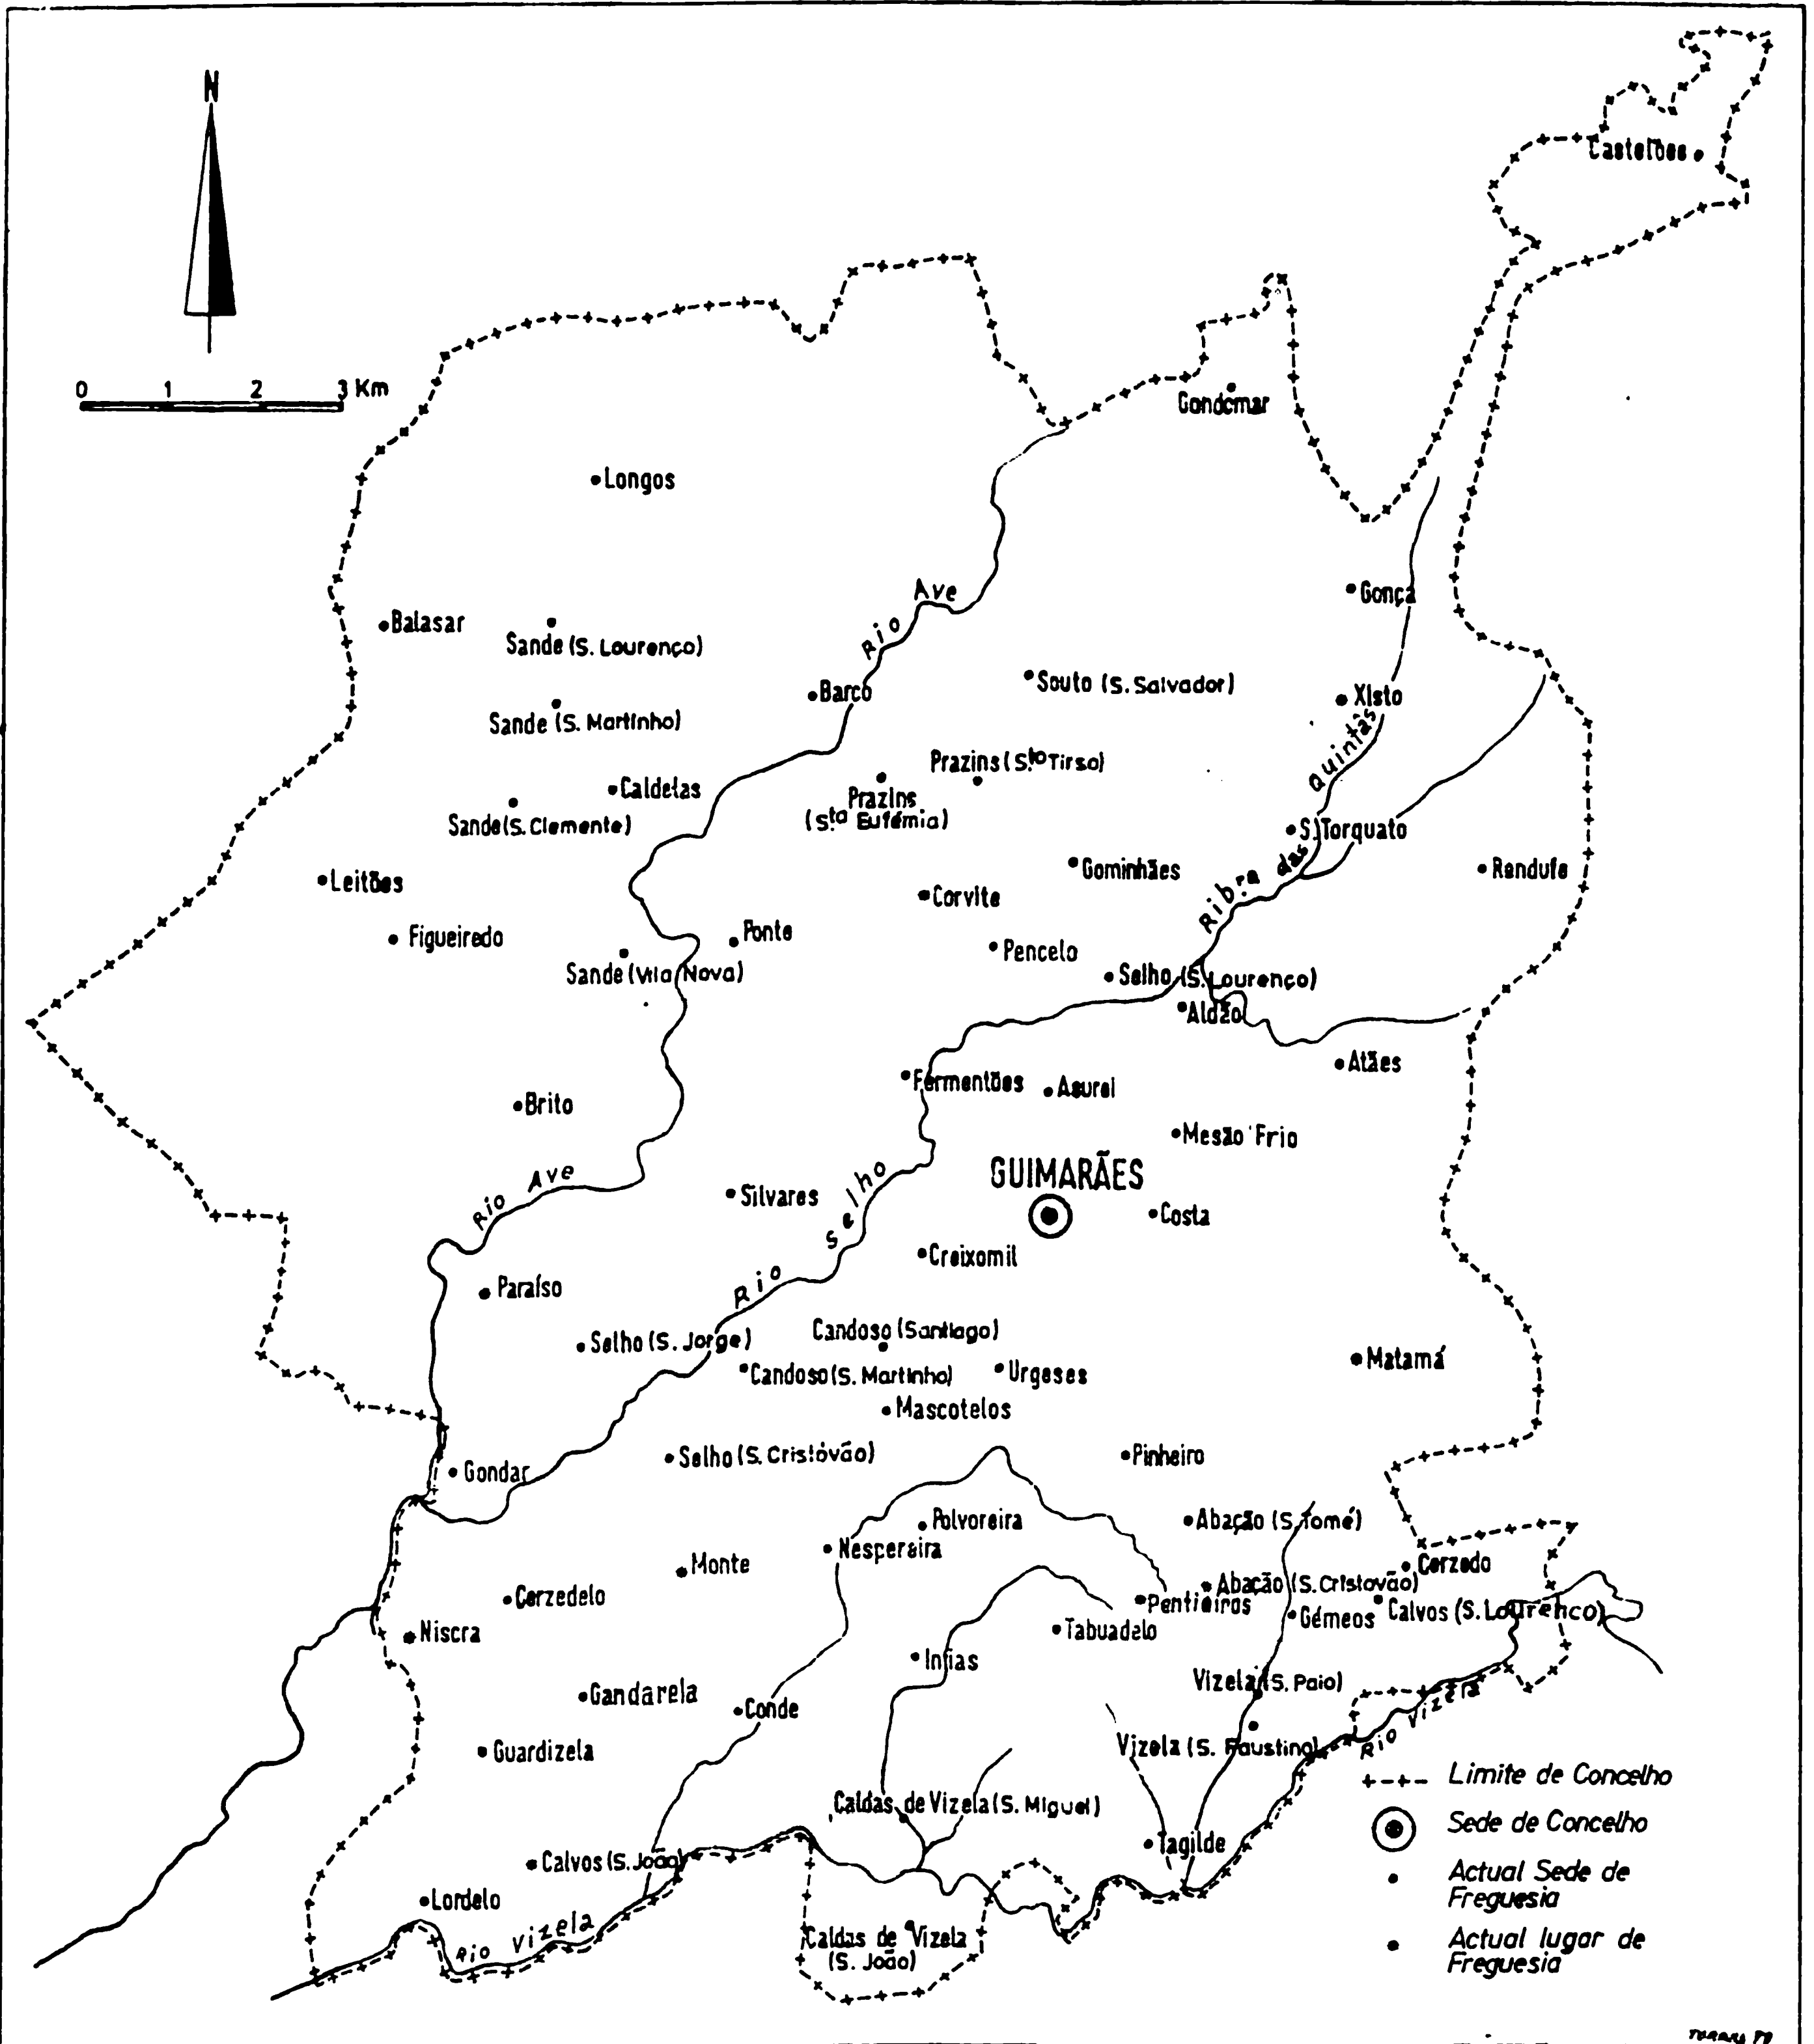 N
Castelões
0 1 2 3 Km
Gondomar
Longos
Gonça
Rio Ave
Balasar
Sande (S. Lourenço)
Souto (S. Salvador)
Barco
Xisto
Sande (S. Martinho)
Prazins (S.to Tirso)
Caldelas
Prazins
(S.ta Eufémia)
Rib.ra das Quintãs
Sande (S. Clemente)
S. Torquato
Gominhães
Rendufe
Leitões
Corvite
Figueiredo
Ponte
Pencelo
Sande (Vila Nova)
Selho (S. Lourenço)
Aldão
Atães
Fermentões
Azurei
Brito
Mesão Frio
GUIMARÃES
Rio Ave
Silvares
Rio Selho
Costa
Creixomil
Paraíso
Candoso (Santiago)
Selho (S. Jorge)
Candoso (S. Martinho)
Urgeses
Matamá
Mascotelos
Selho (S. Cristóvão)
Pinheiro
Gondar
Polvoreira
Abação (S. Tomé)
Nespereira
Monte
Cerzedo
Abação (S. Cristovão)
Cerzedelo
Pentieiros
Gémeos
Calvos (S. Lourenco)
Niscra
Tabuadelo
Infias
Vizela (S. Paio)
Gandarela
Conde
Rio Vizela
Vizela (S. Faustino)
Guardizela
Caldas de Vizela (S. Miguel)
Tagilde
Calvos (S. João)
Lordelo
Rio Vizela
Caldas de Vizela
(S. João)
Limite de Concelho
Sede de Concelho
Actual Sede de
Freguesia
Actual lugar de
Freguesia